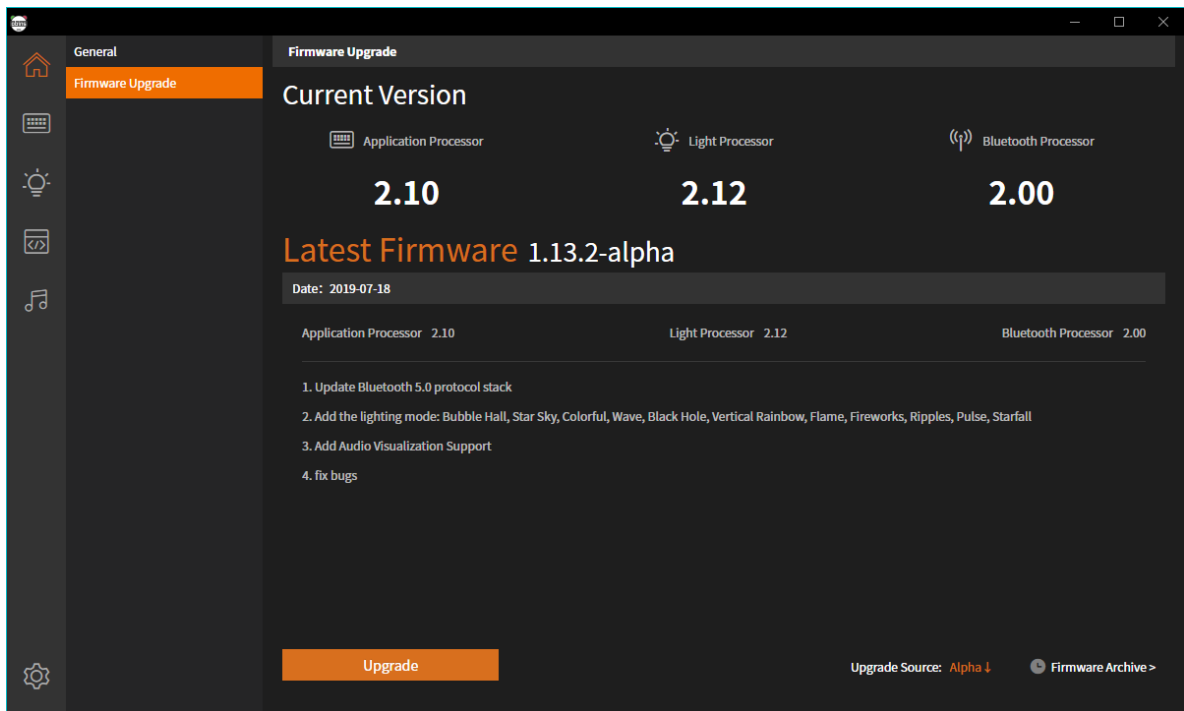 General
Firmware Upgrade
Firmware Upgrade
Current Version
Application Processor
Light Processor
Bluetooth Processor
2.10
2.12
2.00
Latest Firmware 1.13.2-alpha
Date: 2019-07-18
Application Processor 2.10
Light Processor 2.12
Bluetooth Processor 2.00
1. Update Bluetooth 5.0 protocol stack
2. Add the lighting mode: Bubble Hall, Star Sky, Colorful, Wave, Black Hole, Vertical Rainbow, Flame, Fireworks, Ripples, Pulse, Starfall
3. Add Audio Visualization Support
4. fix bugs
Upgrade
Upgrade Source: Alpha↓
Firmware Archive >